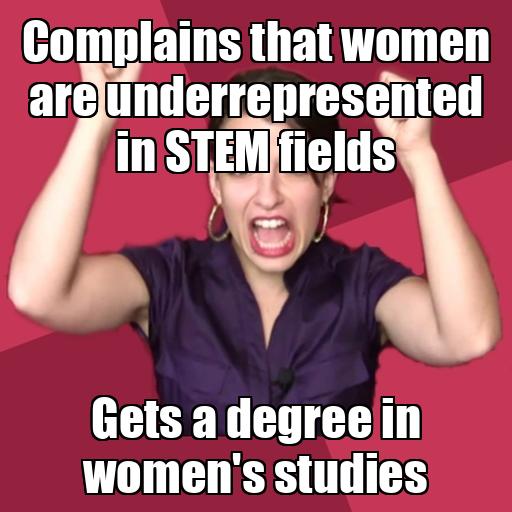 Complains that women
are underrepresented
in STEM fields
Gets a degree in
women's studies